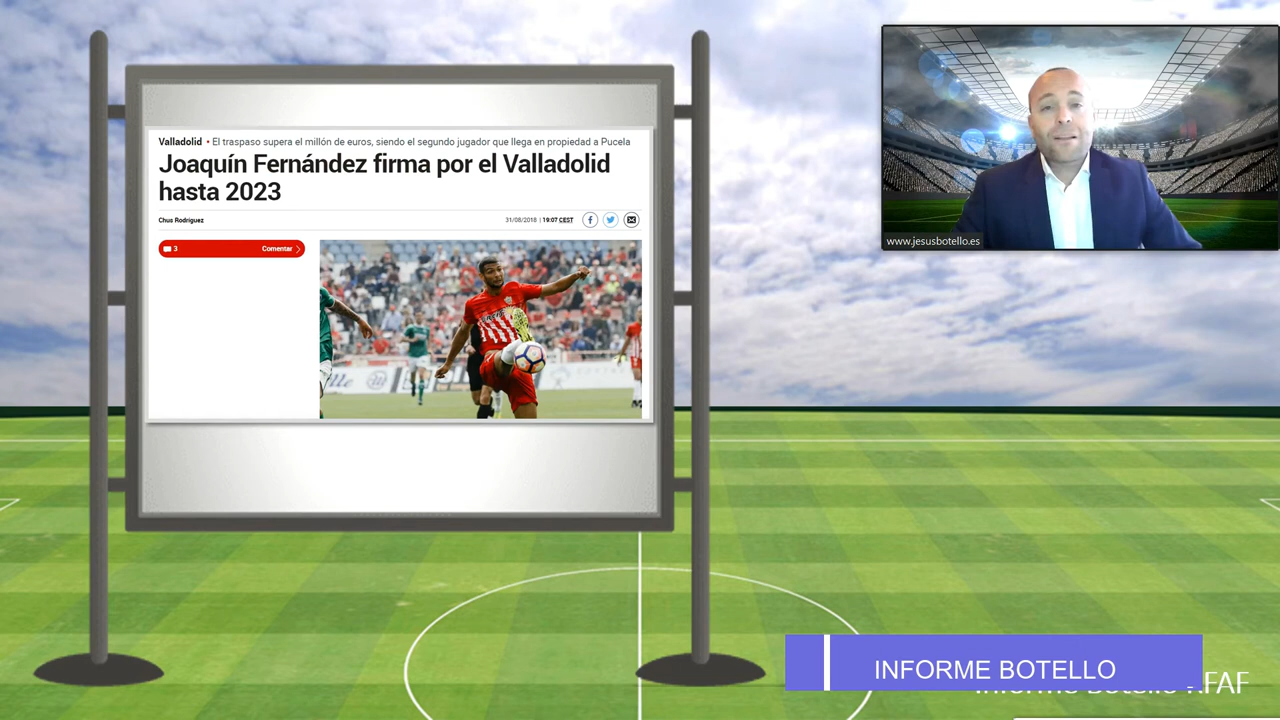 Valladolid • El traspaso supera el millón de euros, siendo el segundo jugador que llega en propiedad a Pucela
Joaquín Fernández firma por el Valladolid
hasta 2023
Chus Rodríguez
31/08/2018 | 19:07 CEST
3
Comentar
www.jesusbotello.es
INFORME BOTELLO
FAF